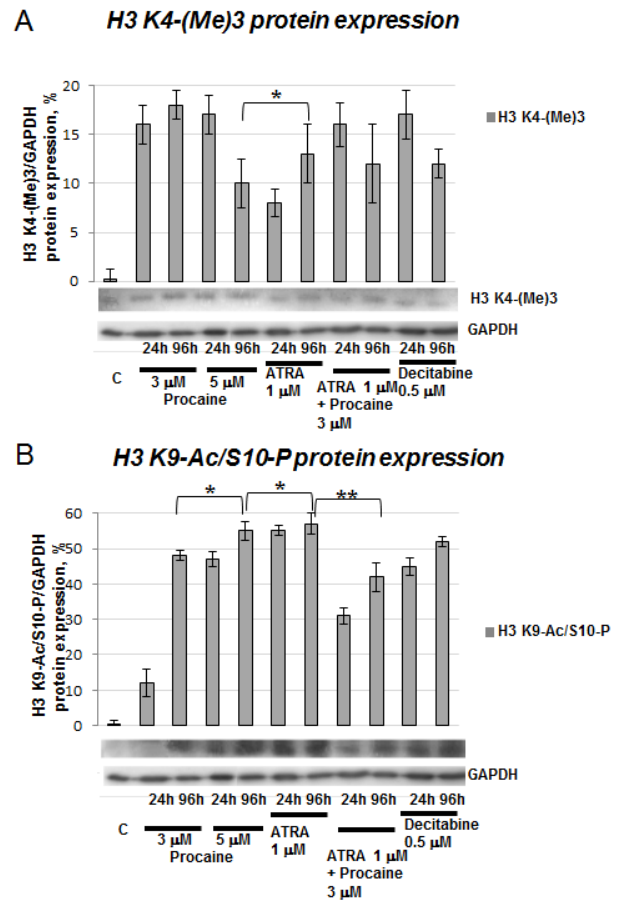 A
H3 K4-(Me)3 protein expression
H3 K4-(Me)3/GAPDH
protein expression, %
20
15
10
5
0
*
H3 K4-(Me)3
H3 K4-(Me)3
GAPDH
24h 96h 24h 96h 24h 96h 24h 96h 24h 96h
C
3 µM
5 µM
Procaine
ATRA
1 µM
ATRA 1 µM
+ Procaine
3 µM
Decitabine
0.5 µM
B
H3 K9-Ac/S10-P protein expression
H3 K9-Ac/S10-P/GAPDH
protein expression, %
60
50
40
30
20
10
0
* * **
H3 K9-Ac/S10-P
GAPDH
24h 96h 24h 96h 24h 96h 24h 96h 24h 96h
C
3 µM
5 µM
Procaine
ATRA
1 µM
ATRA 1 µM
+ Procaine
3 µM
Decitabine
0.5 µM